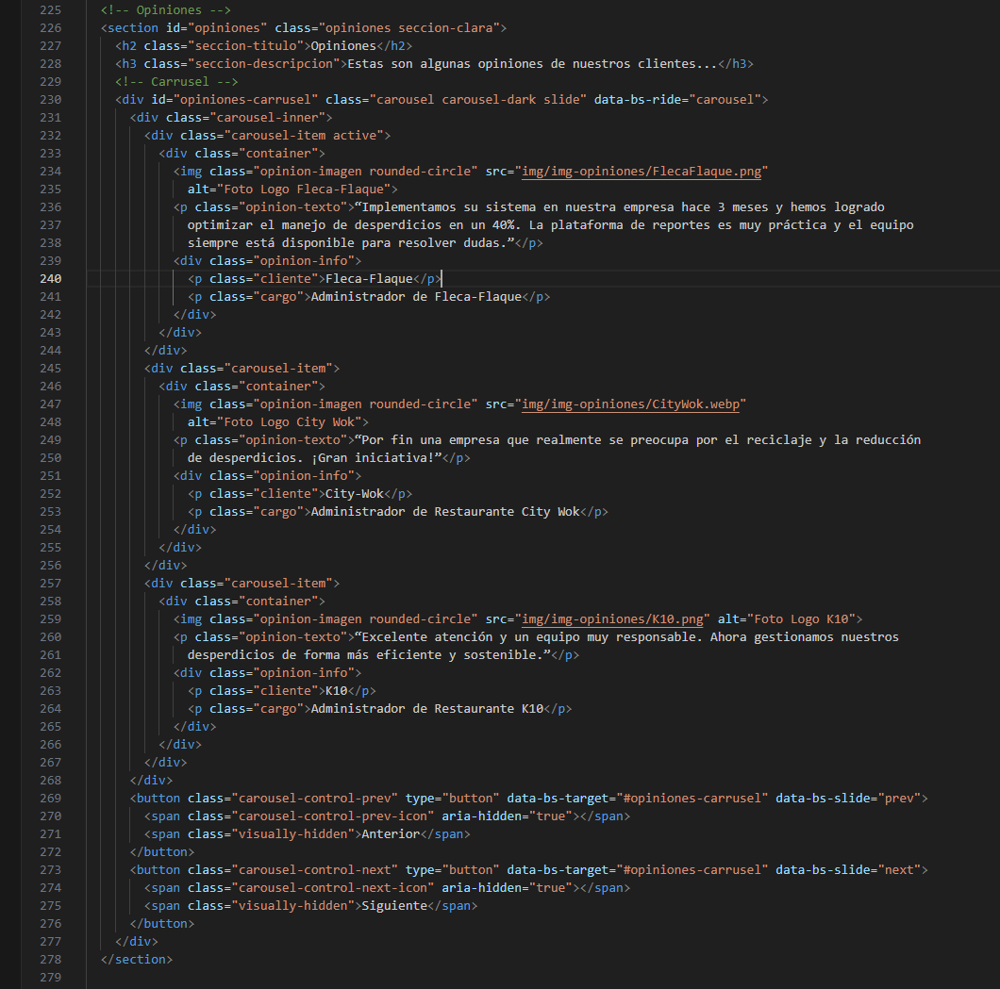 225 <!-- Opiniones -->
226 <section id="opiniones" class="opiniones seccion-clara">
227 <h2 class="seccion-titulo">Opiniones</h2>
228 <h3 class="seccion-descripcion">Estas son algunas opiniones de nuestros clientes...</h3>
229 <!-- Carrusel -->
230 <div id="opiniones-carrusel" class="carousel carousel-dark slide" data-bs-ride="carousel">
231 <div class="carousel-inner">
232 <div class="carousel-item active">
233 <div class="container">
234 <img class="opinion-imagen rounded-circle" src="img/img-opiniones/FlecaFlaque.png"
235 alt="Foto Logo Fleca-Flaque">
236 <p class="opinion-texto">“Implementamos su sistema en nuestra empresa hace 3 meses y hemos logrado
237 optimizar el manejo de desperdicios en un 40%. La plataforma de reportes es muy práctica y el equipo
238 siempre está disponible para resolver dudas.”</p>
239 <div class="opinion-info">
240 <p class="cliente">Fleca-Flaque</p>
241 <p class="cargo">Administrador de Fleca-Flaque</p>
242 </div>
243 </div>
244 </div>
245 <div class="carousel-item">
246 <div class="container">
247 <img class="opinion-imagen rounded-circle" src="img/img-opiniones/CityWok.webp"
248 alt="Foto Logo City Wok">
249 <p class="opinion-texto">“Por fin una empresa que realmente se preocupa por el reciclaje y la reducción
250 de desperdicios. ¡Gran iniciativa!”</p>
251 <div class="opinion-info">
252 <p class="cliente">City-Wok</p>
253 <p class="cargo">Administrador de Restaurante City Wok</p>
254 </div>
255 </div>
256 </div>
257 <div class="carousel-item">
258 <div class="container">
259 <img class="opinion-imagen rounded-circle" src="img/img-opiniones/K10.png" alt="Foto Logo K10">
260 <p class="opinion-texto">“Excelente atención y un equipo muy responsable. Ahora gestionamos nuestros
261 desperdicios de forma más eficiente y sostenible.”</p>
262 <div class="opinion-info">
263 <p class="cliente">K10</p>
264 <p class="cargo">Administrador de Restaurante K10</p>
265 </div>
266 </div>
267 </div>
268 </div>
269 <button class="carousel-control-prev" type="button" data-bs-target="#opiniones-carrusel" data-bs-slide="prev">
270 <span class="carousel-control-prev-icon" aria-hidden="true"></span>
271 <span class="visually-hidden">Anterior</span>
272 </button>
273 <button class="carousel-control-next" type="button" data-bs-target="#opiniones-carrusel" data-bs-slide="next">
274 <span class="carousel-control-next-icon" aria-hidden="true"></span>
275 <span class="visually-hidden">Siguiente</span>
276 </button>
277 </div>
278 </section>
279